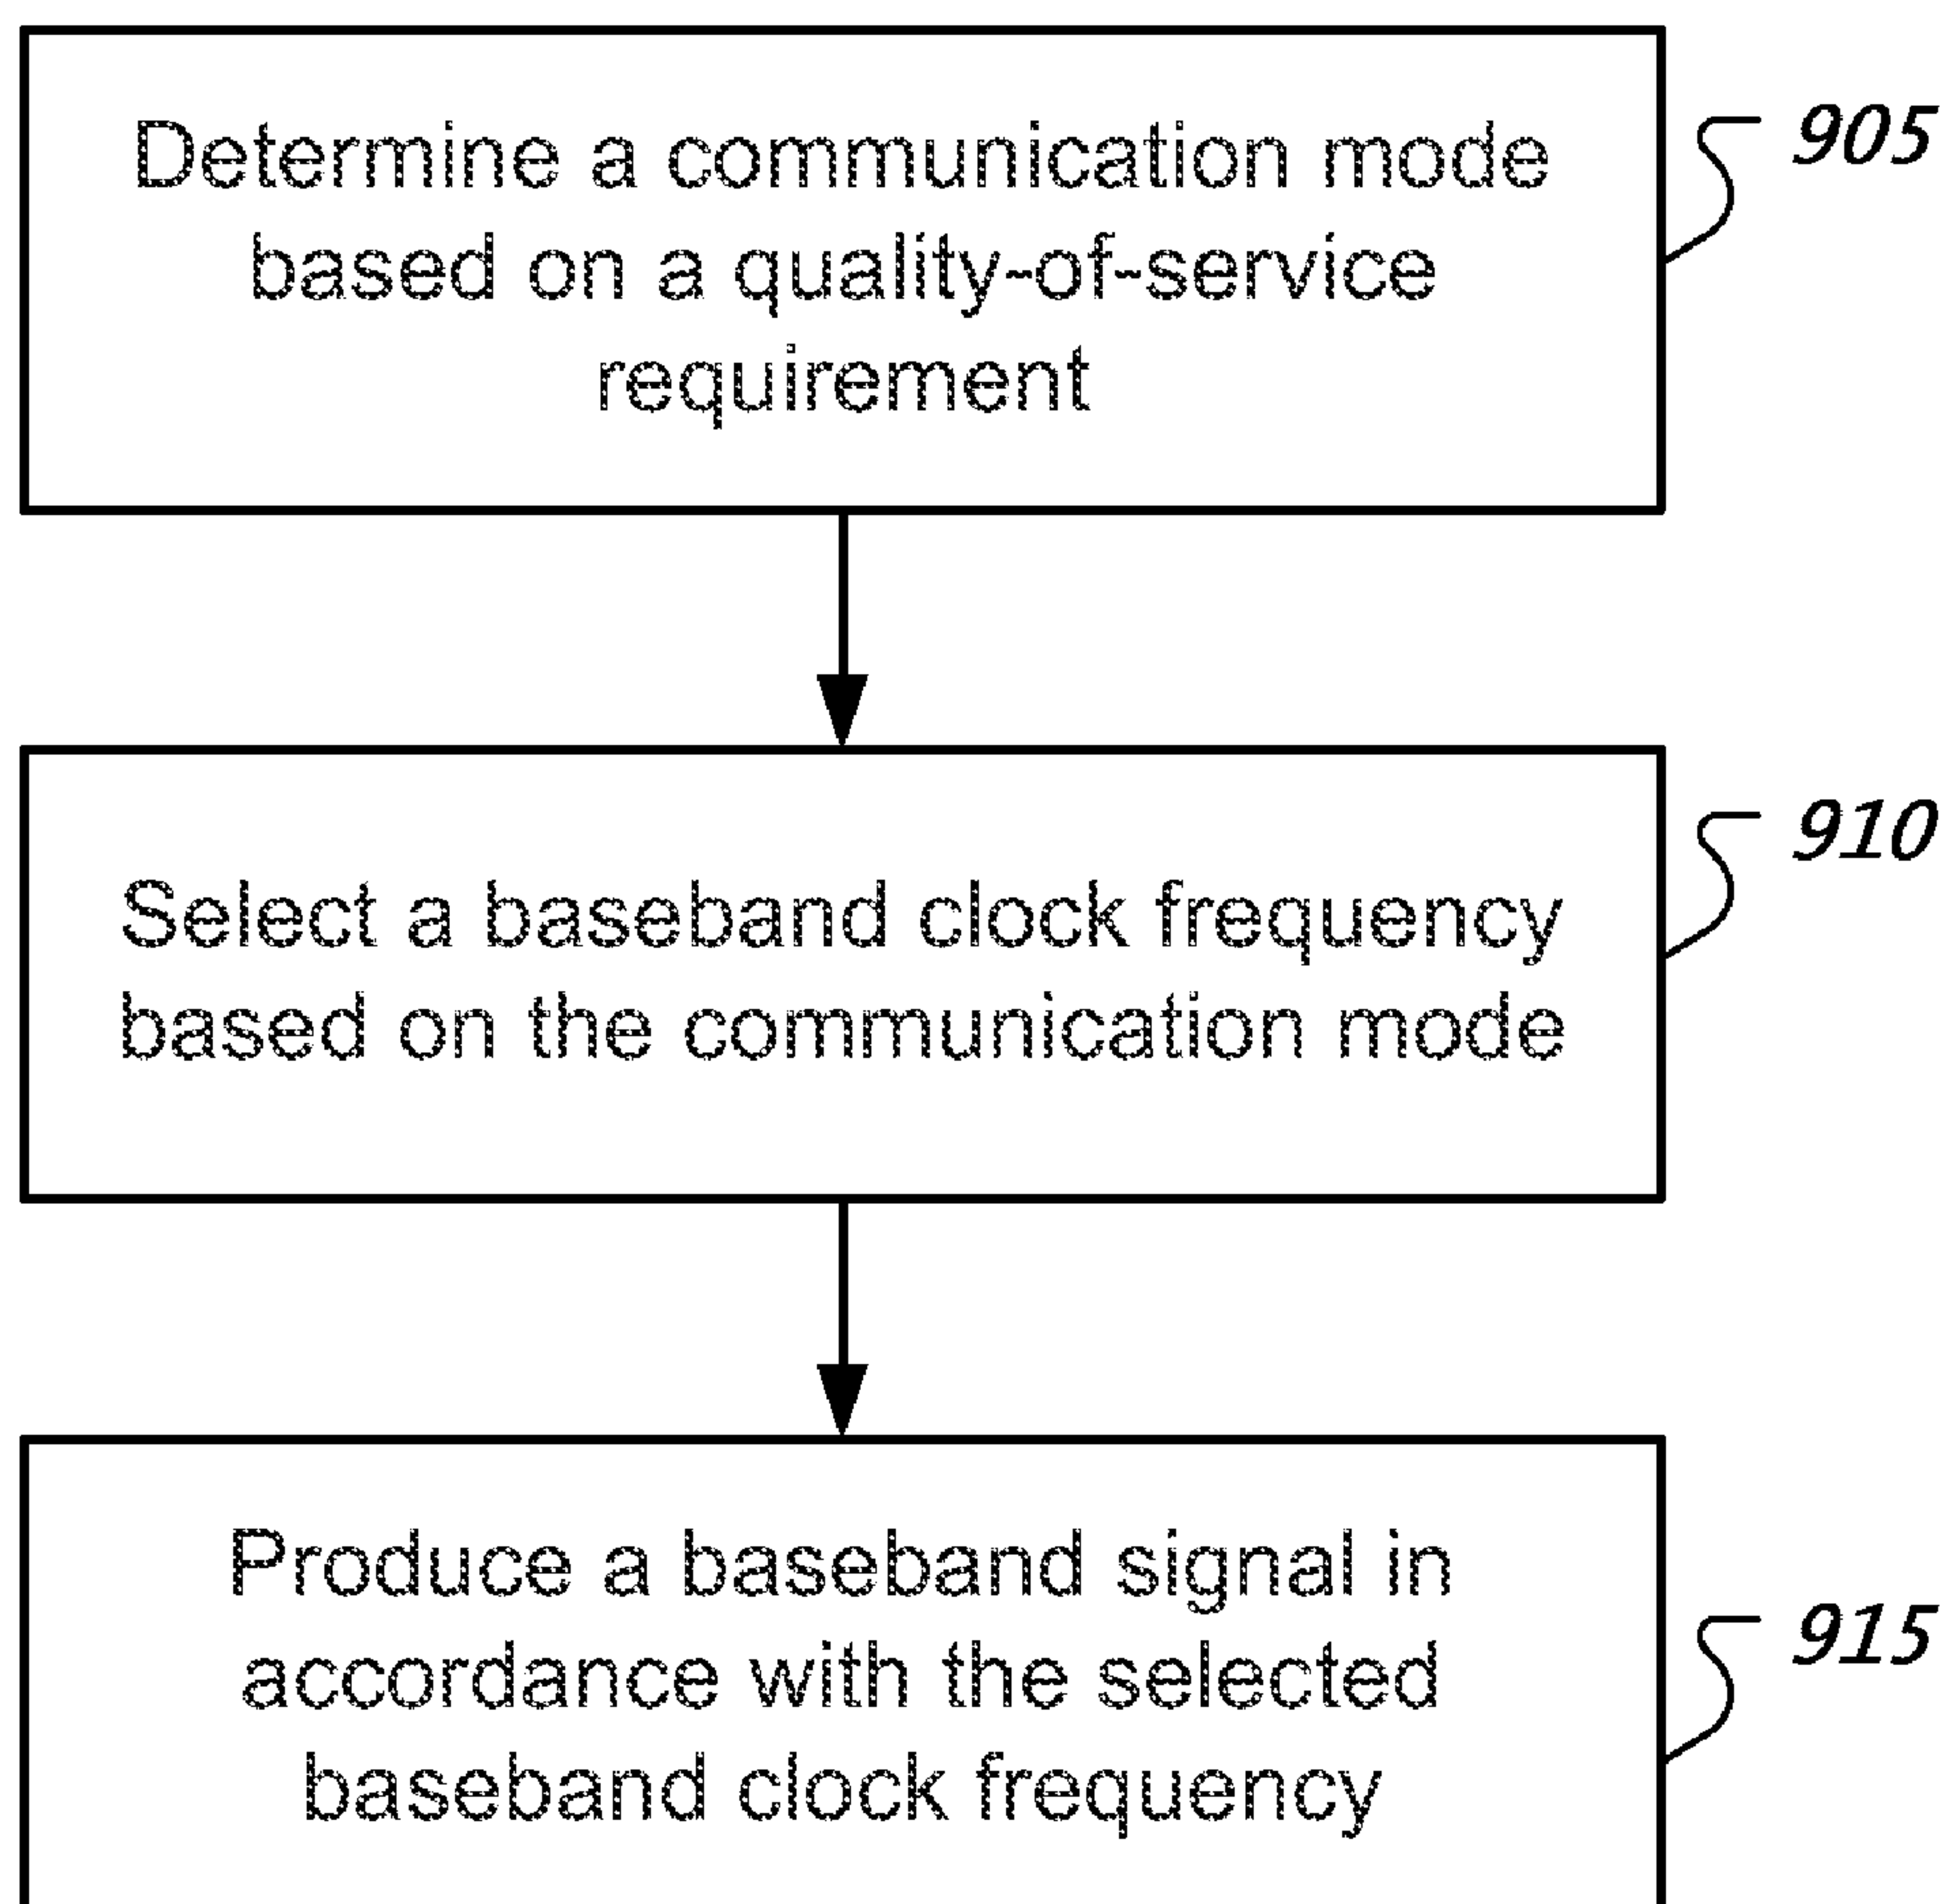 Determine a communication mode
based on a quality-of-service
requirement
905
Select a baseband clock frequency
based on the communication mode
910
Produce a baseband signal in
accordance with the selected
baseband clock frequency
915